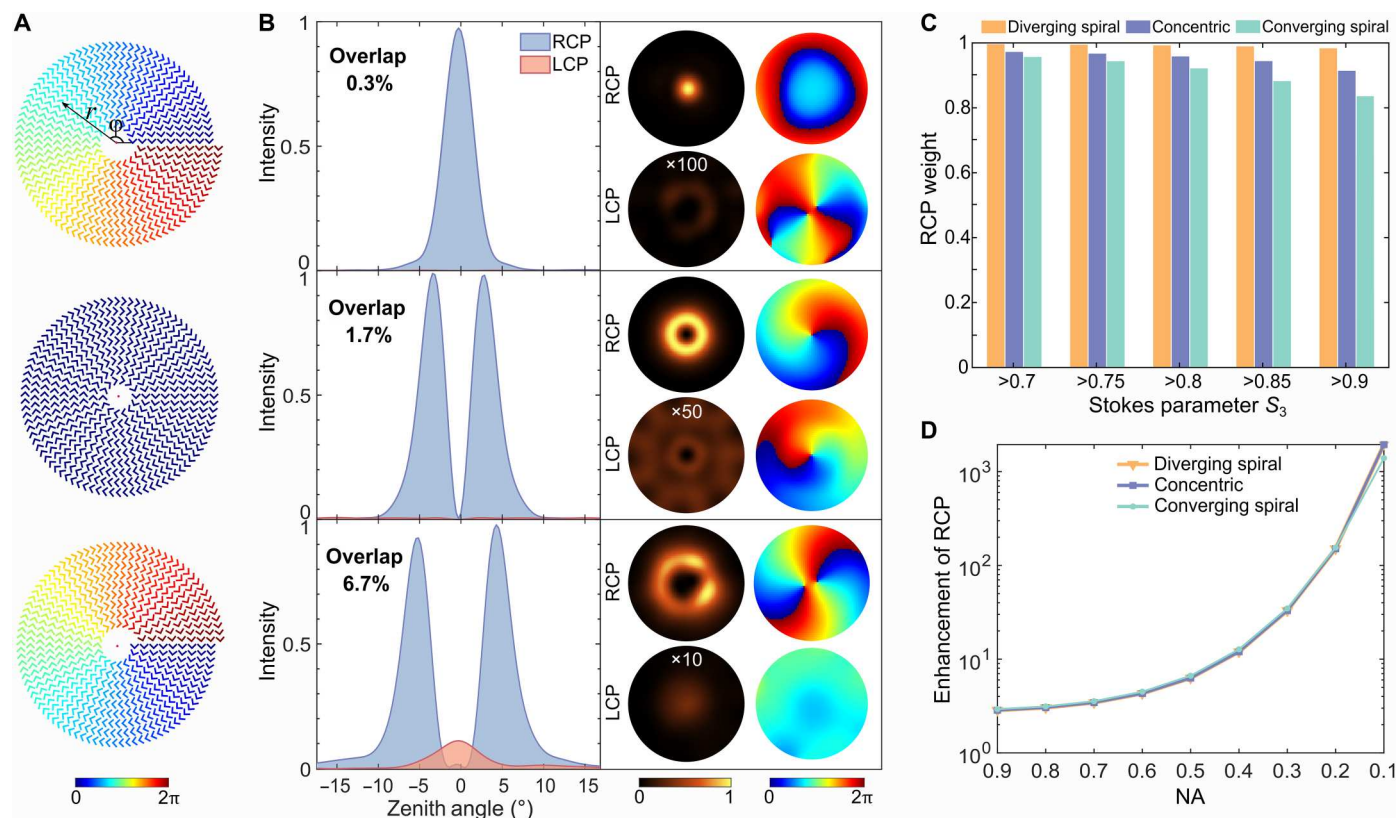 A
r
φ
0 2π
B
Intensity
1
0.5
0
Overlap
0.3%
RCP
LCP
RCP
LCP
×100
Intensity
1
0.5
0
Overlap
1.7%
RCP
LCP
×50
Intensity
1
0.5
0
Overlap
6.7%
RCP
LCP
×10
−15 −10 −5 0 5 10 15
Zenith angle (°)
0 1
0 2π
C
Diverging spiral Concentric Converging spiral
RCP weight
1
0.8
0.6
0.4
0.2
0
>0.7 >0.75 >0.8 >0.85 >0.9
Stokes parameter S₃
D
Diverging spiral
Concentric
Converging spiral
Enhancement of RCP
10³
10²
10¹
10⁰
0.9 0.8 0.7 0.6 0.5 0.4 0.3 0.2 0.1
NA